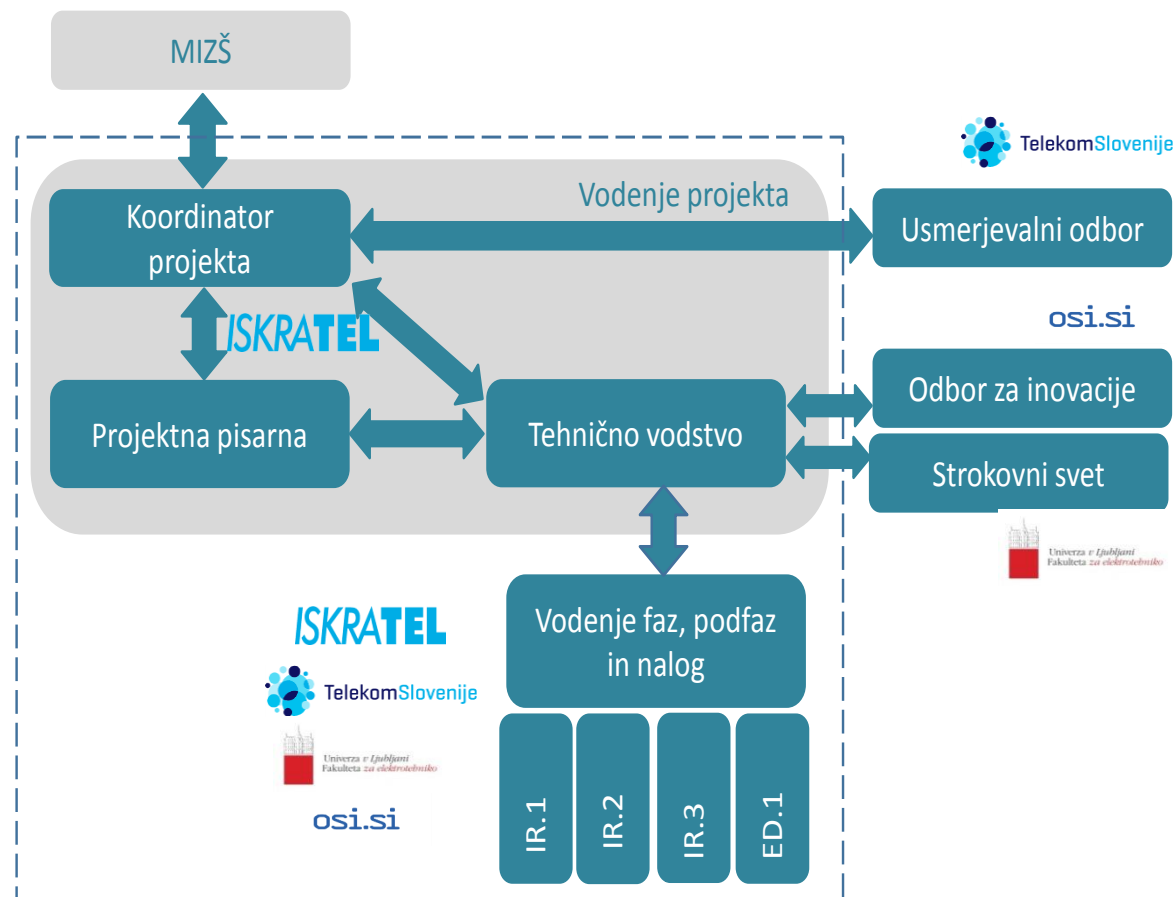 MIZŠ
TelekomSlovenije
Vodenje projekta
Koordinator
projekta
Usmerjevalni odbor
ISKRATEL
osi.si
Odbor za inovacije
Projektna pisarna
Tehnično vodstvo
Strokovni svet
Univerza v Ljubljani
Fakulteta za elektrotehniko
Vodenje faz, podfaz
in nalog
ISKRATEL
TelekomSlovenije
Univerza v Ljubljani
Fakulteta za elektrotehniko
osi.si
IR.1
IR.2
IR.3
ED.1